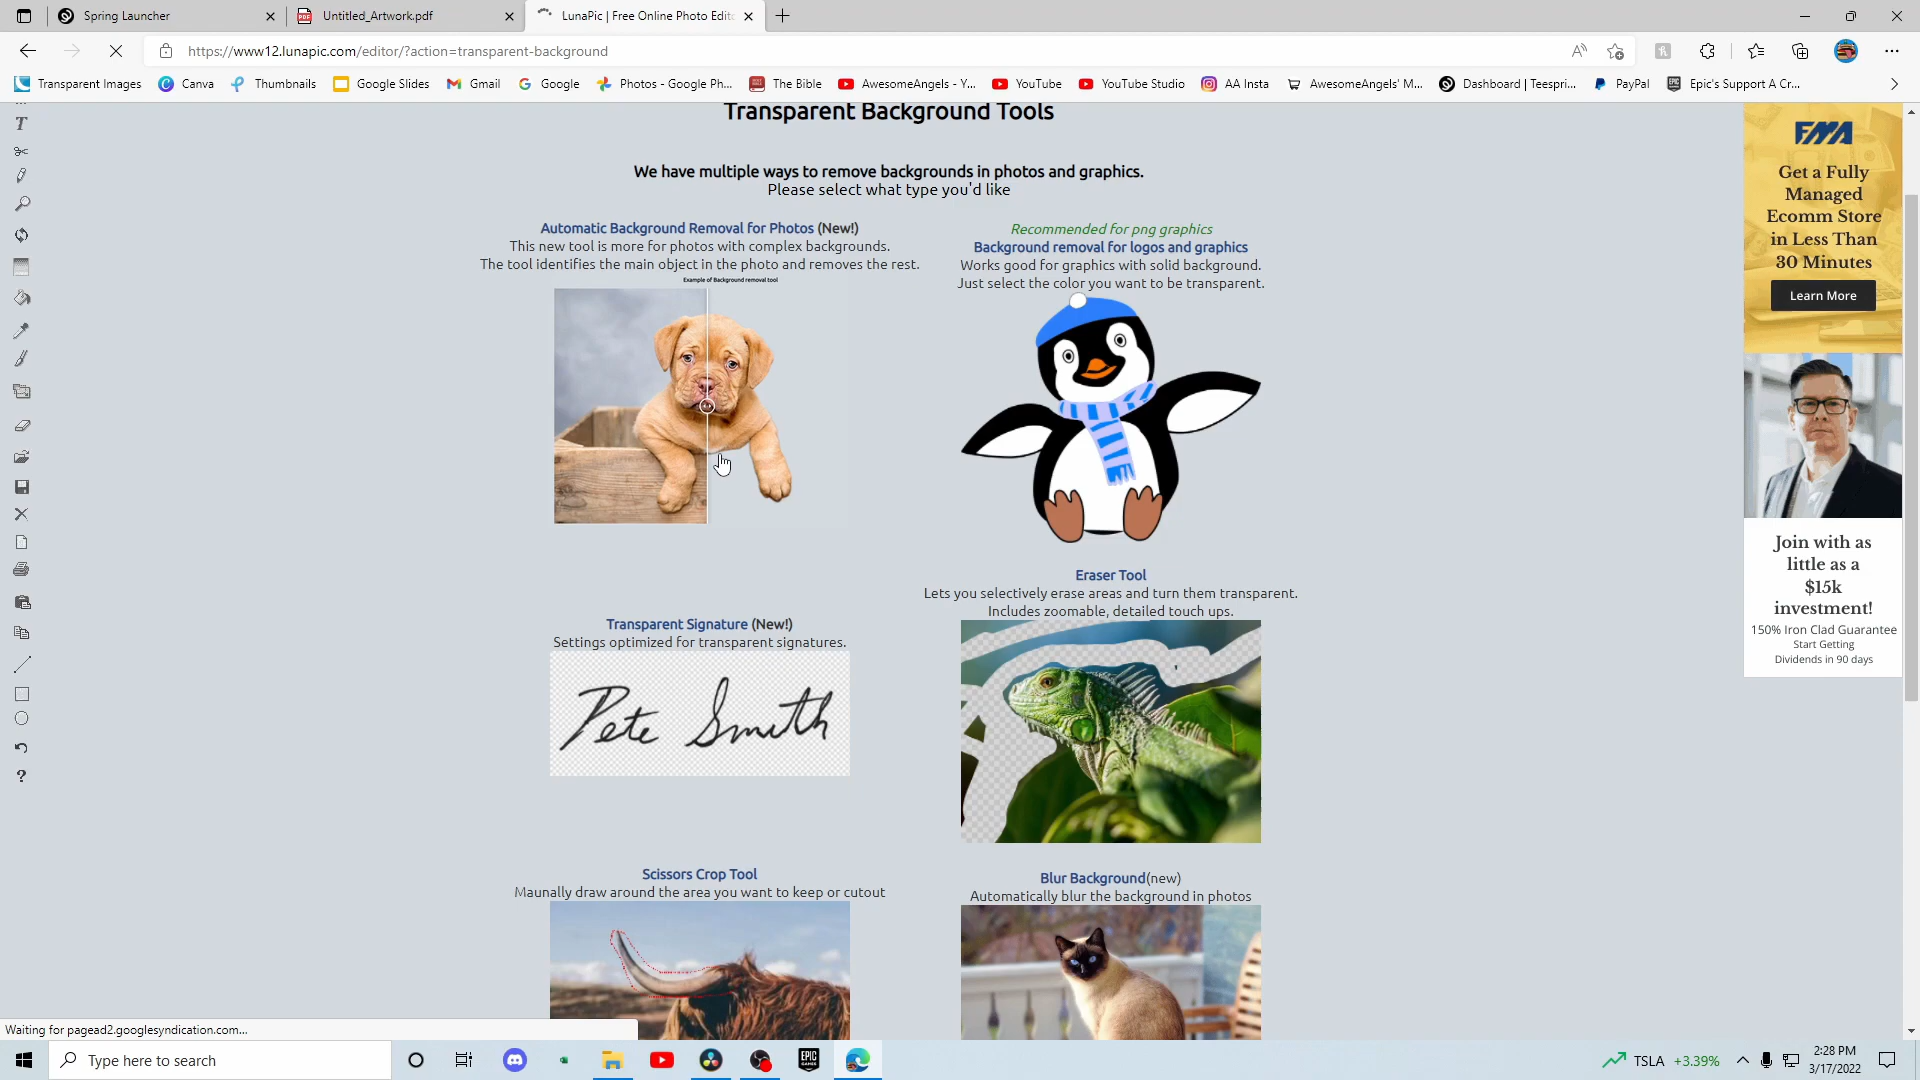 Spring Launcher
Untitled_Artwork.pdf
LunaPic | Free Online Photo Edito
https://www12.lunapic.com/editor/?action=transparent-background
Transparent Images
Canva
Thumbnails
Google Slides
Gmail
Google
Photos - Google Ph...
The Bible
AwesomeAngels - Y...
YouTube
YouTube Studio
AA Insta
AwesomeAngels' M...
Dashboard | Teespri...
PayPal
Epic's Support A Cr...
Transparent Background Tools
We have multiple ways to remove backgrounds in photos and graphics.
Please select what type you'd like
Automatic Background Removal for Photos (New!)
This new tool is more for photos with complex backgrounds.
The tool identifies the main object in the photo and removes the rest.
Example of Background removal tool
Recommended for png graphics
Background removal for logos and graphics
Works good for graphics with solid background.
Just select the color you want to be transparent.
Transparent Signature (New!)
Settings optimized for transparent signatures.
Pete Smith
Eraser Tool
Lets you selectively erase areas and turn them transparent.
Includes zoomable, detailed touch ups.
Scissors Crop Tool
Maunally draw around the area you want to keep or cutout
Blur Background(new)
Automatically blur the background in photos
FMA
Get a Fully
Managed
Ecomm Store
in Less Than
30 Minutes
Learn More
Join with as
little as a
$15k
investment!
150% Iron Clad Guarantee
Start Getting
Dividends in 90 days
Waiting for pagead2.googlesyndication.com...
Type here to search
EPIC
GAMES
TSLA +3.39%
2:28 PM
3/17/2022